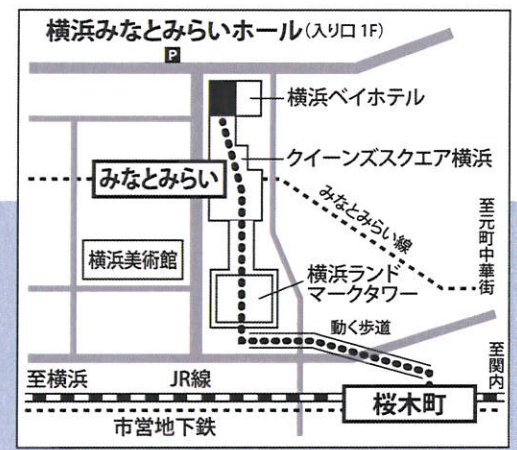 横浜みなとみらいホール(入り口 1F)
P
横浜ベイホテル
クイーンズスクエア横浜
みなとみらい
みなとみらい線
至元町中華街
横浜美術館
横浜ランド
マークタワー
動く歩道
至関内
至横浜
JR線
桜木町
市営地下鉄